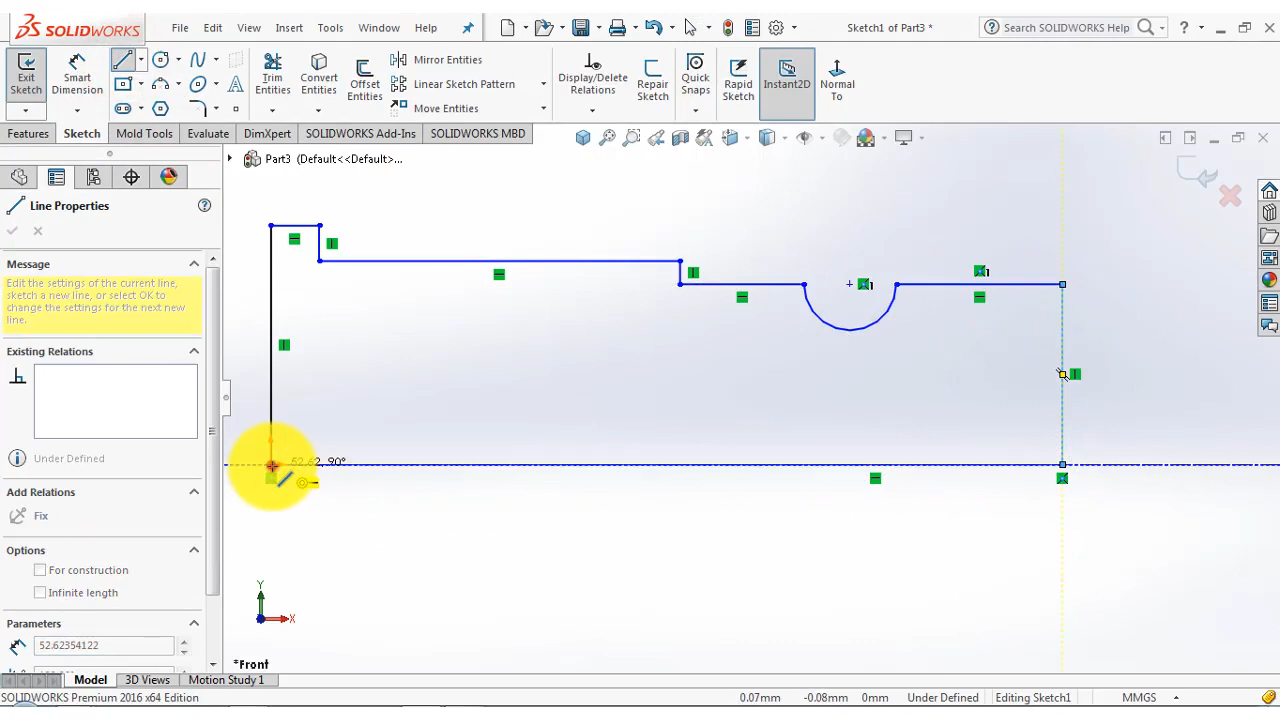 SOLIDWORKS File Edit View Insert Tools Window Help Sketch1 of Part3 * Search SOLIDWORKS Help ?
Exit Sketch
Smart Dimension
Trim Entities
Convert Entities
Offset Entities
Mirror Entities
Linear Sketch Pattern
Move Entities
Display/Delete Relations
Repair Sketch
Quick Snaps
Rapid Sketch
Instant2D
Normal To
Features Sketch Mold Tools Evaluate DimXpert SOLIDWORKS Add-Ins SOLIDWORKS MBD
Part3 (Default<<Default>...
Line Properties
Message
Edit the settings of the current line, sketch a new line, or select OK to change the settings for the next new line.
Existing Relations
Under Defined
Add Relations
Fix
Options
For construction
Infinite length
Parameters
52.62354122
1
1
52.62, 90°
Y
X
*Front
Model 3D Views Motion Study 1
SOLIDWORKS Premium 2016 x64 Edition 0.07mm -0.08mm 0mm Under Defined Editing Sketch1 MMGS